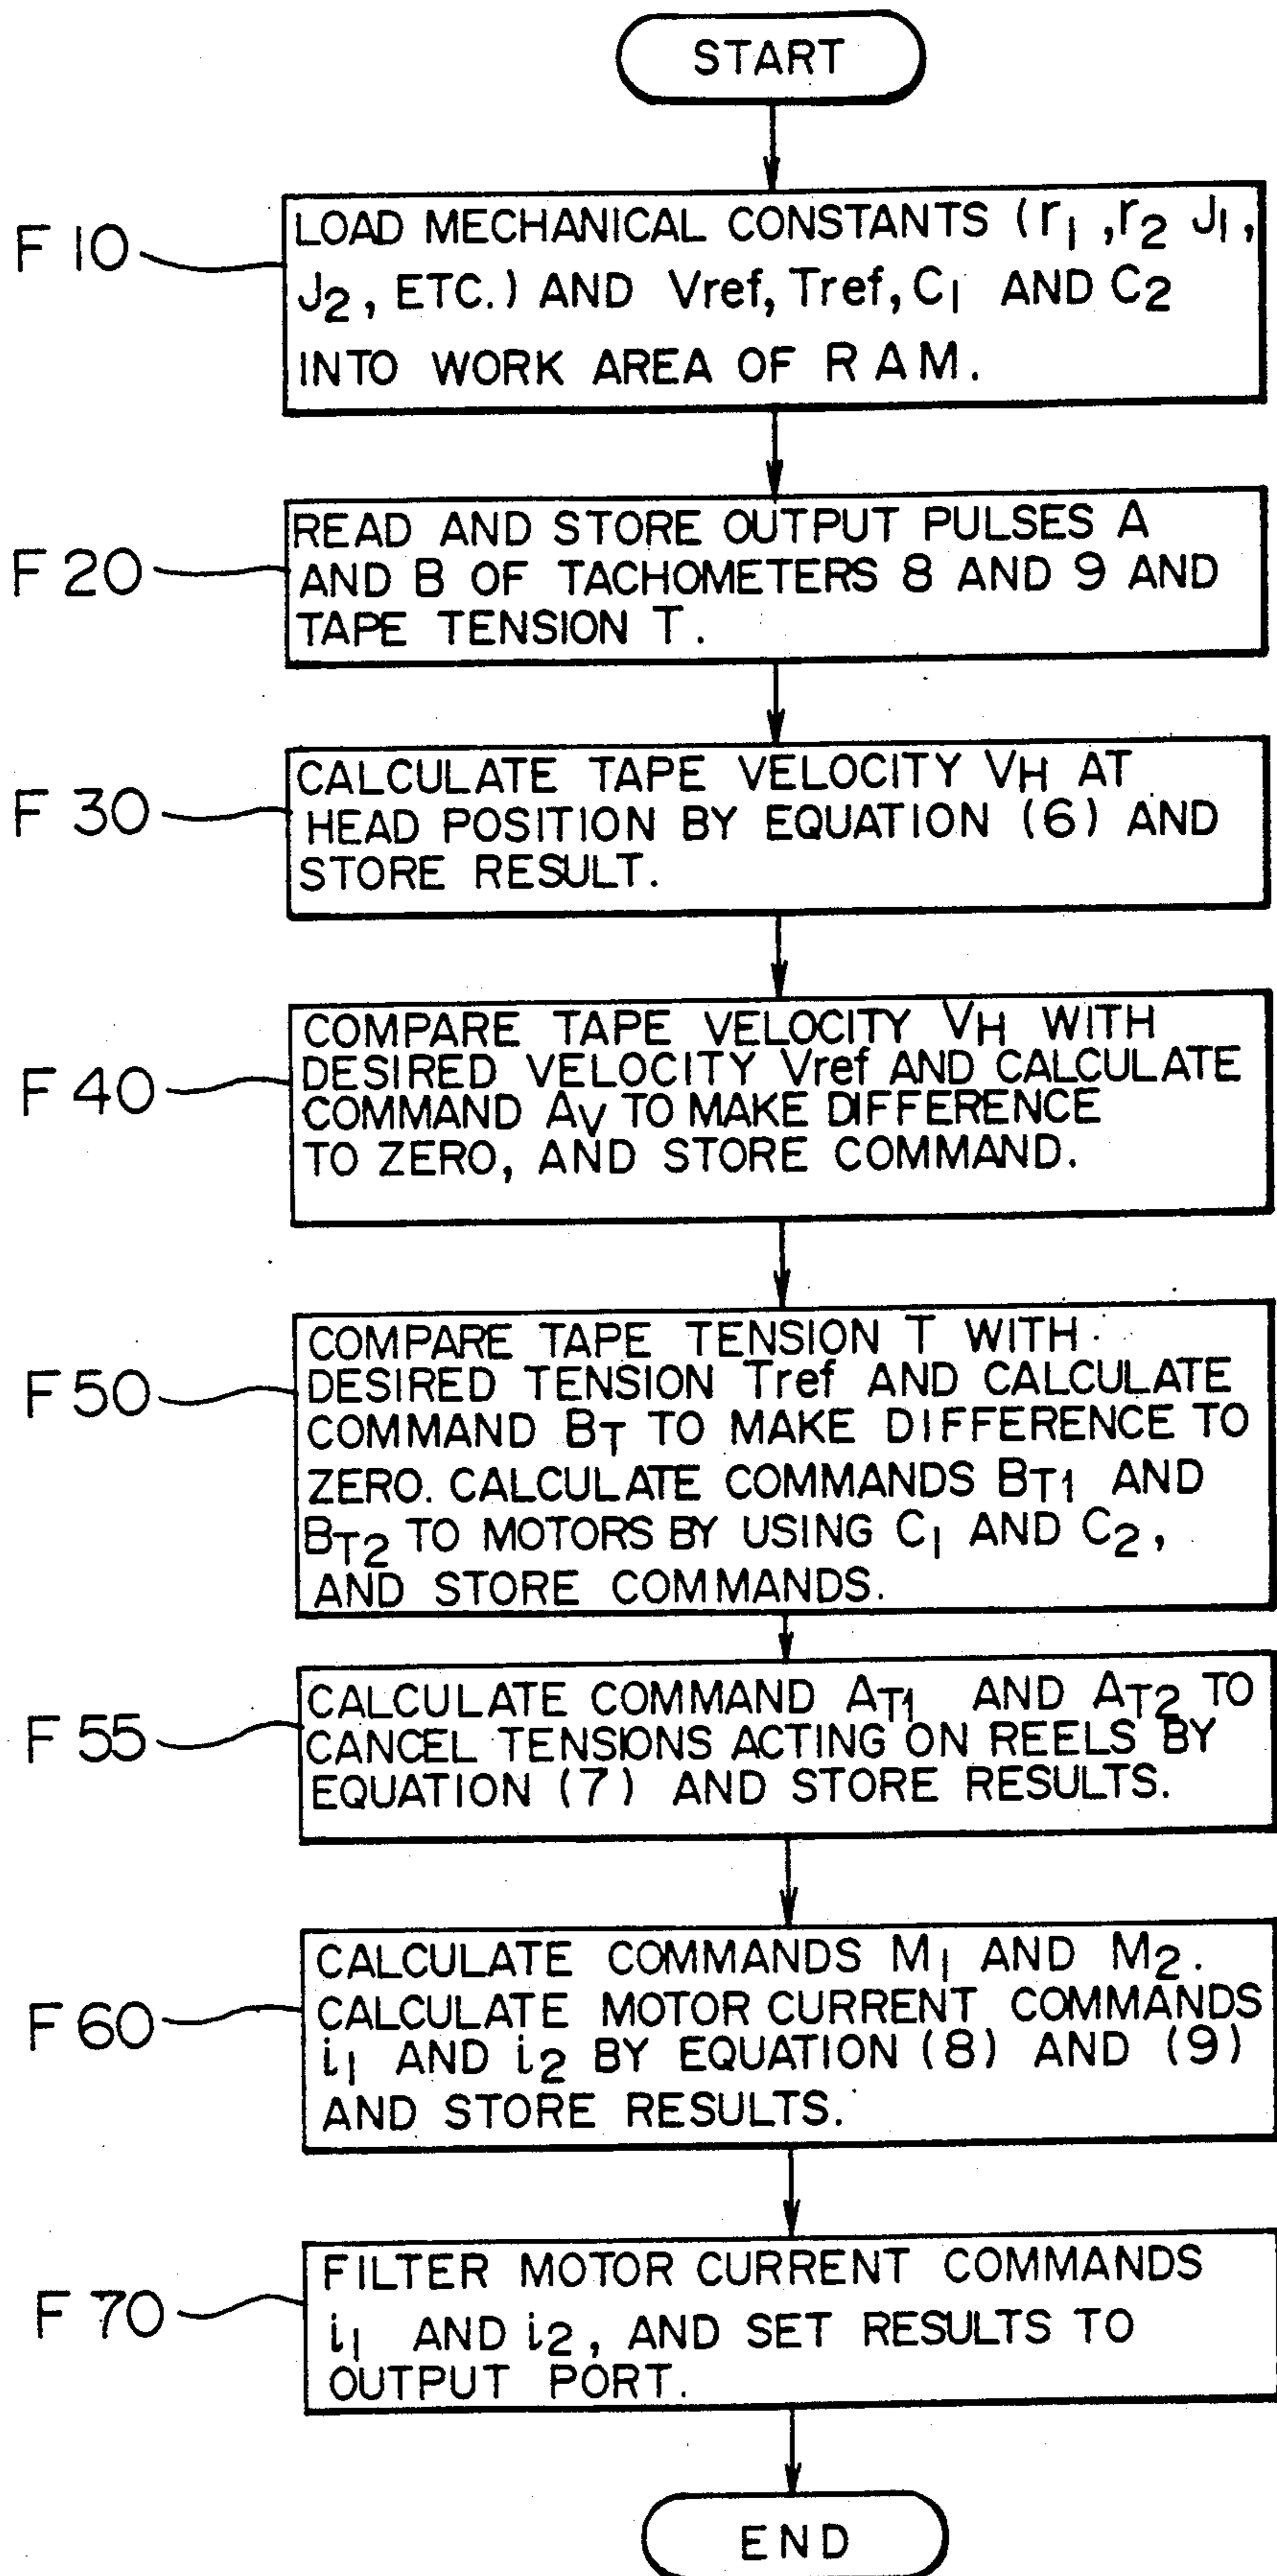 START
F 10
LOAD MECHANICAL CONSTANTS (r1 ,r2 J1,
J2, ETC.) AND Vref, Tref, C1 AND C2
INTO WORK AREA OF RAM.
F 20
READ AND STORE OUTPUT PULSES A
AND B OF TACHOMETERS 8 AND 9 AND
TAPE TENSION T.
F 30
CALCULATE TAPE VELOCITY VH AT
HEAD POSITION BY EQUATION (6) AND
STORE RESULT.
F 40
COMPARE TAPE VELOCITY VH WITH
DESIRED VELOCITY Vref AND CALCULATE
COMMAND AV TO MAKE DIFFERENCE
TO ZERO, AND STORE COMMAND.
F 50
COMPARE TAPE TENSION T WITH
DESIRED TENSION Tref AND CALCULATE
COMMAND BT TO MAKE DIFFERENCE TO
ZERO. CALCULATE COMMANDS BT1 AND
BT2 TO MOTORS BY USING C1 AND C2,
AND STORE COMMANDS.
F 55
CALCULATE COMMAND AT1 AND AT2 TO
CANCEL TENSIONS ACTING ON REELS BY
EQUATION (7) AND STORE RESULTS.
F 60
CALCULATE COMMANDS M1 AND M2.
CALCULATE MOTOR CURRENT COMMANDS
i1 AND i2 BY EQUATION (8) AND (9)
AND STORE RESULTS.
F 70
FILTER MOTOR CURRENT COMMANDS
i1 AND i2, AND SET RESULTS TO
OUTPUT PORT.
END